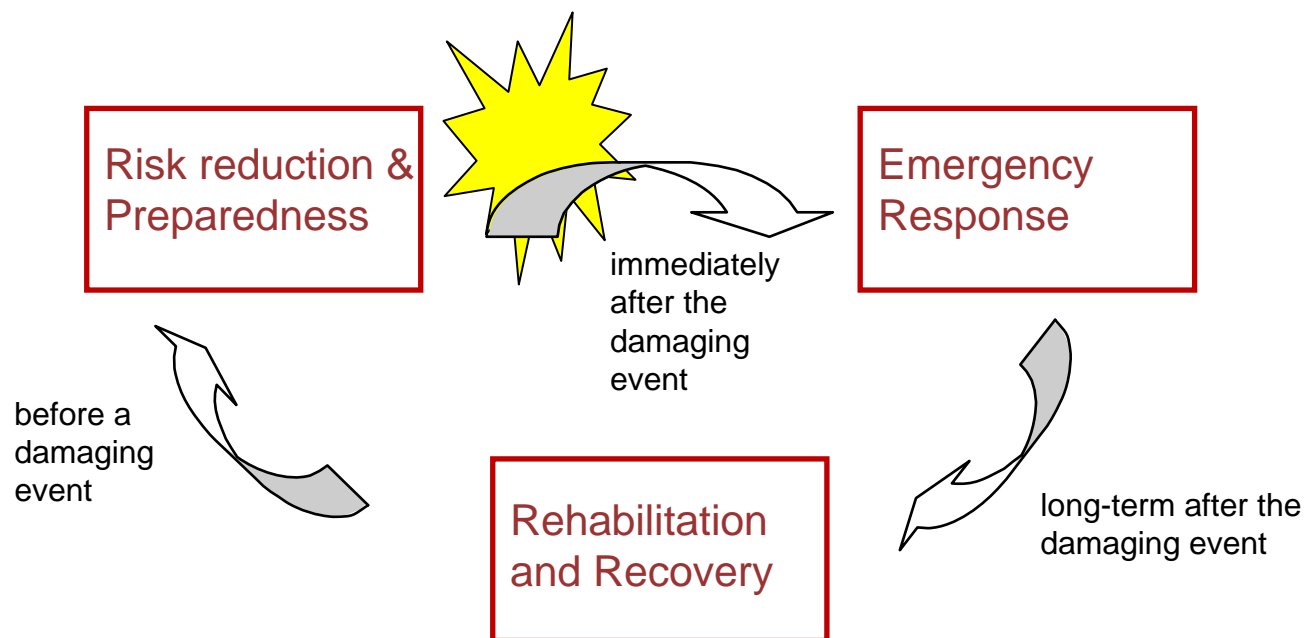 Risk reduction &
Preparedness
Emergency
Response
immediately
after the
damaging
event
before a
damaging
event
Rehabilitation
and Recovery
long-term after the
damaging event